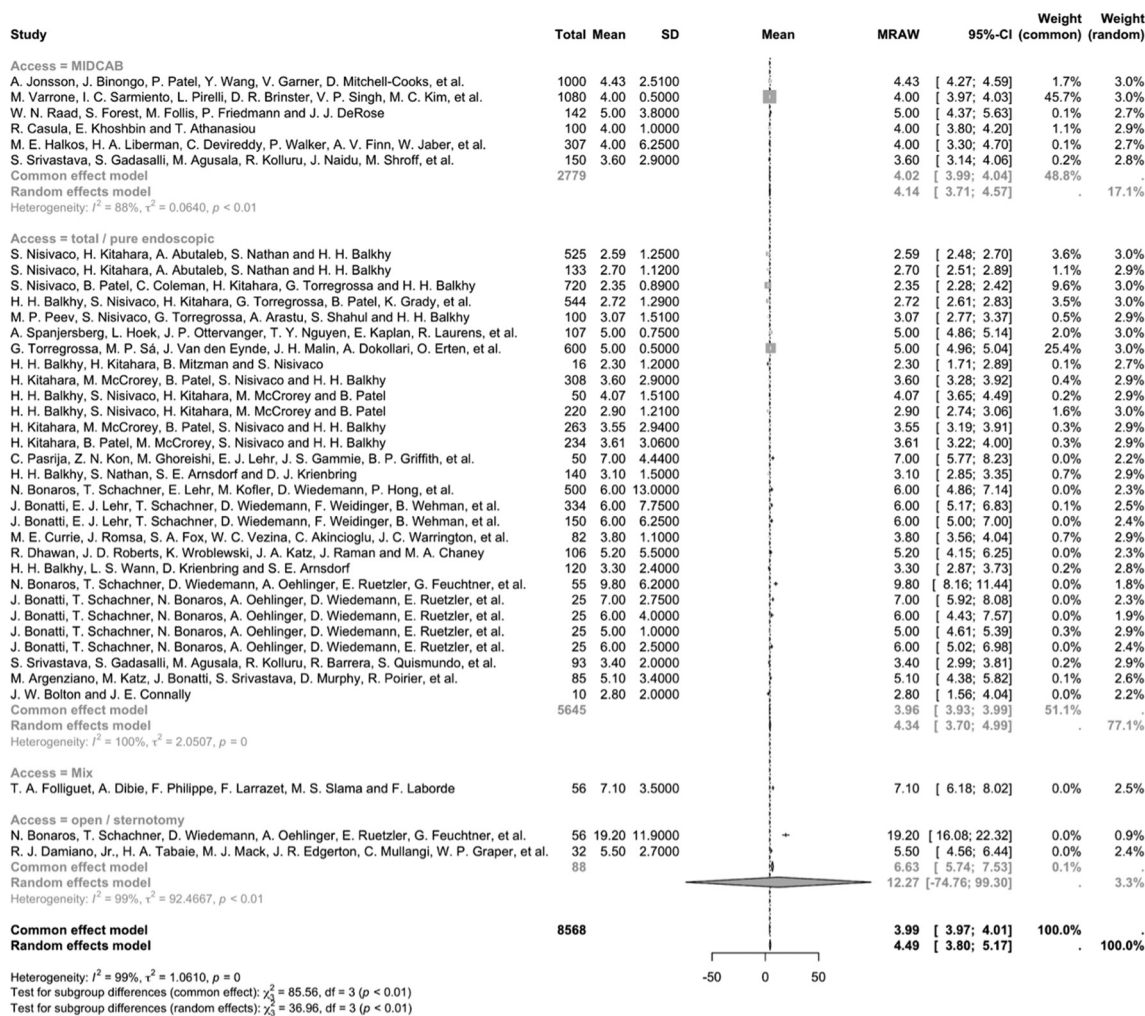 Weight Weight
Study Total Mean SD Mean MRAW 95%-CI (common) (random)
Access = MIDCAB
A. Jonsson, J. Binongo, P. Patel, Y. Wang, V. Garner, D. Mitchell-Cooks, et al. 1000 4.43 2.5100 4.43 [ 4.27; 4.59] 1.7% 3.0%
M. Varrone, I. C. Sarmiento, L. Pirelli, D. R. Brinster, V. P. Singh, M. C. Kim, et al. 1080 4.00 0.5000 4.00 [ 3.97; 4.03] 45.7% 3.0%
W. N. Raad, S. Forest, M. Follis, P. Friedmann and J. J. DeRose 142 5.00 3.8000 5.00 [ 4.37; 5.63] 0.1% 2.7%
R. Casula, E. Khoshbin and T. Athanasiou 100 4.00 1.0000 4.00 [ 3.80; 4.20] 1.1% 2.9%
M. E. Halkos, H. A. Liberman, C. Devireddy, P. Walker, A. V. Finn, W. Jaber, et al. 307 4.00 6.2500 4.00 [ 3.30; 4.70] 0.1% 2.7%
S. Srivastava, S. Gadasalli, M. Agusala, R. Kolluru, J. Naidu, M. Shroff, et al. 150 3.60 2.9000 3.60 [ 3.14; 4.06] 0.2% 2.8%
Common effect model 2779 4.02 [ 3.99; 4.04] 48.8% .
Random effects model 4.14 [ 3.71; 4.57] . 17.1%
Heterogeneity: I² = 88%, τ² = 0.0640, p < 0.01
Access = total / pure endoscopic
S. Nisivaco, H. Kitahara, A. Abutaleb, S. Nathan and H. H. Balkhy 525 2.59 1.2500 2.59 [ 2.48; 2.70] 3.6% 3.0%
S. Nisivaco, H. Kitahara, A. Abutaleb, S. Nathan and H. H. Balkhy 133 2.70 1.1200 2.70 [ 2.51; 2.89] 1.1% 2.9%
S. Nisivaco, B. Patel, C. Coleman, H. Kitahara, G. Torregrossa and H. H. Balkhy 720 2.35 0.8900 2.35 [ 2.28; 2.42] 9.6% 3.0%
H. H. Balkhy, S. Nisivaco, H. Kitahara, G. Torregrossa, B. Patel, K. Grady, et al. 544 2.72 1.2900 2.72 [ 2.61; 2.83] 3.5% 3.0%
M. P. Peev, S. Nisivaco, G. Torregrossa, A. Arastu, S. Shahul and H. H. Balkhy 100 3.07 1.5100 3.07 [ 2.77; 3.37] 0.5% 2.9%
A. Spanjersberg, L. Hoek, J. P. Ottervanger, T. Y. Nguyen, E. Kaplan, R. Laurens, et al. 107 5.00 0.7500 5.00 [ 4.86; 5.14] 2.0% 3.0%
G. Torregrossa, M. P. Sá, J. Van den Eynde, J. H. Malin, A. Dokollari, O. Erten, et al. 600 5.00 0.5000 5.00 [ 4.96; 5.04] 25.4% 3.0%
H. H. Balkhy, H. Kitahara, B. Mitzman and S. Nisivaco 16 2.30 1.2000 2.30 [ 1.71; 2.89] 0.1% 2.7%
H. Kitahara, M. McCrorey, B. Patel, S. Nisivaco and H. H. Balkhy 308 3.60 2.9000 3.60 [ 3.28; 3.92] 0.4% 2.9%
H. H. Balkhy, S. Nisivaco, H. Kitahara, M. McCrorey and B. Patel 50 4.07 1.5100 4.07 [ 3.65; 4.49] 0.2% 2.9%
H. H. Balkhy, S. Nisivaco, H. Kitahara, M. McCrorey and B. Patel 220 2.90 1.2100 2.90 [ 2.74; 3.06] 1.6% 3.0%
H. Kitahara, M. McCrorey, B. Patel, S. Nisivaco and H. H. Balkhy 263 3.55 2.9400 3.55 [ 3.19; 3.91] 0.3% 2.9%
H. Kitahara, B. Patel, M. McCrorey, S. Nisivaco and H. H. Balkhy 234 3.61 3.0600 3.61 [ 3.22; 4.00] 0.3% 2.9%
C. Pasrija, Z. N. Kon, M. Ghoreishi, E. J. Lehr, J. S. Gammie, B. P. Griffith, et al. 50 7.00 4.4400 7.00 [ 5.77; 8.23] 0.0% 2.2%
H. H. Balkhy, S. Nathan, S. E. Arnsdorf and D. J. Krienbring 140 3.10 1.5000 3.10 [ 2.85; 3.35] 0.7% 2.9%
N. Bonaros, T. Schachner, E. Lehr, M. Kofler, D. Wiedemann, P. Hong, et al. 500 6.00 13.0000 6.00 [ 4.86; 7.14] 0.0% 2.3%
J. Bonatti, E. J. Lehr, T. Schachner, D. Wiedemann, F. Weidinger, B. Wehman, et al. 334 6.00 7.7500 6.00 [ 5.17; 6.83] 0.1% 2.5%
J. Bonatti, E. J. Lehr, T. Schachner, D. Wiedemann, F. Weidinger, B. Wehman, et al. 150 6.00 6.2500 6.00 [ 5.00; 7.00] 0.0% 2.4%
M. E. Currie, J. Romsa, S. A. Fox, W. C. Vezina, C. Akincioglu, J. C. Warrington, et al. 82 3.80 1.1000 3.80 [ 3.56; 4.04] 0.7% 2.9%
R. Dhawan, J. D. Roberts, K. Wroblewski, J. A. Katz, J. Raman and M. A. Chaney 106 5.20 5.5000 5.20 [ 4.15; 6.25] 0.0% 2.3%
H. H. Balkhy, L. S. Wann, D. Krienbring and S. E. Arnsdorf 120 3.30 2.4000 3.30 [ 2.87; 3.73] 0.2% 2.8%
N. Bonaros, T. Schachner, D. Wiedemann, A. Oehlinger, E. Ruetzler, G. Feuchtner, et al. 55 9.80 6.2000 9.80 [ 8.16; 11.44] 0.0% 1.8%
J. Bonatti, T. Schachner, N. Bonaros, A. Oehlinger, D. Wiedemann, E. Ruetzler, et al. 25 7.00 2.7500 7.00 [ 5.92; 8.08] 0.0% 2.3%
J. Bonatti, T. Schachner, N. Bonaros, A. Oehlinger, D. Wiedemann, E. Ruetzler, et al. 25 6.00 4.0000 6.00 [ 4.43; 7.57] 0.0% 1.9%
J. Bonatti, T. Schachner, N. Bonaros, A. Oehlinger, D. Wiedemann, E. Ruetzler, et al. 25 5.00 1.0000 5.00 [ 4.61; 5.39] 0.3% 2.9%
J. Bonatti, T. Schachner, N. Bonaros, A. Oehlinger, D. Wiedemann, E. Ruetzler, et al. 25 6.00 2.5000 6.00 [ 5.02; 6.98] 0.0% 2.4%
S. Srivastava, S. Gadasalli, M. Agusala, R. Kolluru, R. Barrera, S. Quismundo, et al. 93 3.40 2.0000 3.40 [ 2.99; 3.81] 0.2% 2.9%
M. Argenziano, M. Katz, J. Bonatti, S. Srivastava, D. Murphy, R. Poirier, et al. 85 5.10 3.4000 5.10 [ 4.38; 5.82] 0.1% 2.6%
J. W. Bolton and J. E. Connally 10 2.80 2.0000 2.80 [ 1.56; 4.04] 0.0% 2.2%
Common effect model 5645 3.96 [ 3.93; 3.99] 51.1% .
Random effects model 4.34 [ 3.70; 4.99] . 77.1%
Heterogeneity: I² = 100%, τ² = 2.0507, p = 0
Access = Mix
T. A. Folliguet, A. Dibie, F. Philippe, F. Larrazet, M. S. Slama and F. Laborde 56 7.10 3.5000 7.10 [ 6.18; 8.02] 0.0% 2.5%
Access = open / sternotomy
N. Bonaros, T. Schachner, D. Wiedemann, A. Oehlinger, E. Ruetzler, G. Feuchtner, et al. 56 19.20 11.9000 19.20 [ 16.08; 22.32] 0.0% 0.9%
R. J. Damiano, Jr., H. A. Tabaie, M. J. Mack, J. R. Edgerton, C. Mullangi, W. P. Graper, et al. 32 5.50 2.7000 5.50 [ 4.56; 6.44] 0.0% 2.4%
Common effect model 88 6.63 [ 5.74; 7.53] 0.1% .
Random effects model 12.27 [-74.76; 99.30] . 3.3%
Heterogeneity: I² = 99%, τ² = 92.4667, p < 0.01
Common effect model 8568 3.99 [ 3.97; 4.01] 100.0% .
Random effects model 4.49 [ 3.80; 5.17] . 100.0%
-50 0 50
Heterogeneity: I² = 99%, τ² = 1.0610, p = 0
Test for subgroup differences (common effect): χ²₃ = 85.56, df = 3 (p < 0.01)
Test for subgroup differences (random effects): χ²₃ = 36.96, df = 3 (p < 0.01)